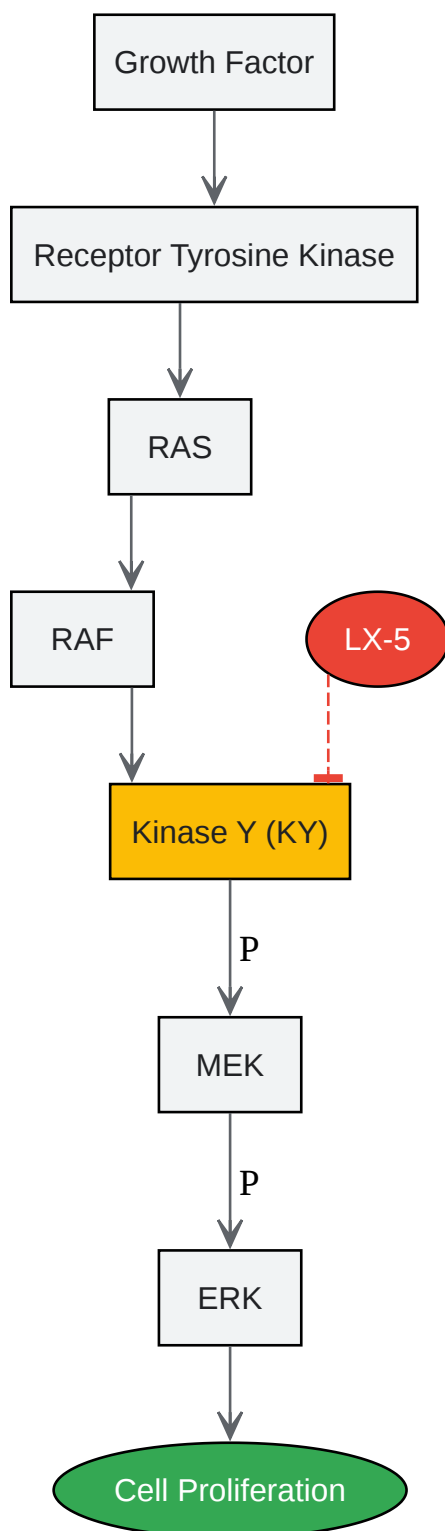 Growth Factor
Receptor Tyrosine Kinase
RAS
RAF
LX-5
Kinase Y (KY)
P
MEK
P
ERK
Cell Proliferation